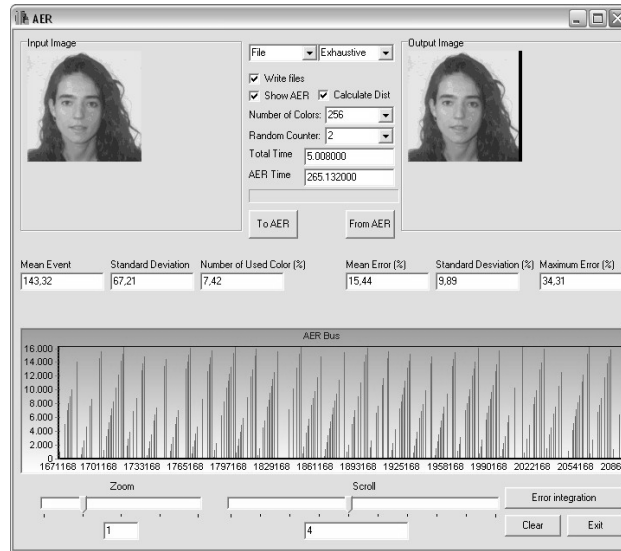 AER
Input Image
File Exhaustive
Output Image
Write files
Show AER Calculate Dist
Number of Colors: 256
Random Counter: 2
Total Time 5.008000
AER Time 265.132000
To AER From AER
Mean Event Standard Deviation Number of Used Color (%) Mean Error (%) Standard Desviation (%) Maximum Error (%)
143,32 67,21 7,42 15,44 9,89 34,31
AER Bus
16.000
14.000
12.000
10.000
8.000
6.000
4.000
2.000
0
1671168 1701168 1733168 1765168 1797168 1829168 1861168 1893168 1925168 1958168 1990168 2022168 2054168 2086
Zoom Scroll
Error integration
1 4
Clear Exit